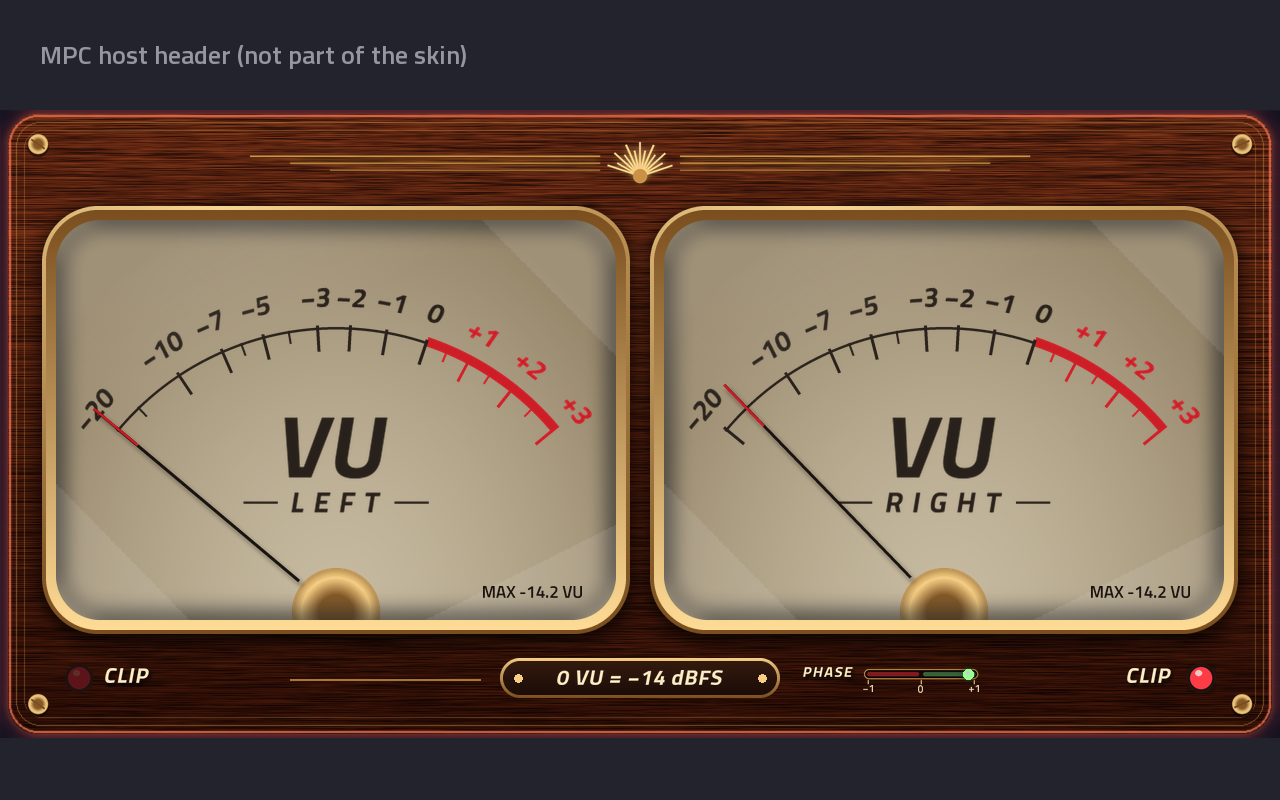 MPC host header (not part of the skin)
−20 −10 −7 −5 −3 −2 −1 0 +1 +2 +3
VU
LEFT
MAX -14.2 VU
−20 −10 −7 −5 −3 −2 −1 0 +1 +2 +3
VU
RIGHT
MAX -14.2 VU
CLIP
0 VU = −14 dBFS
PHASE
−1 0 +1
CLIP